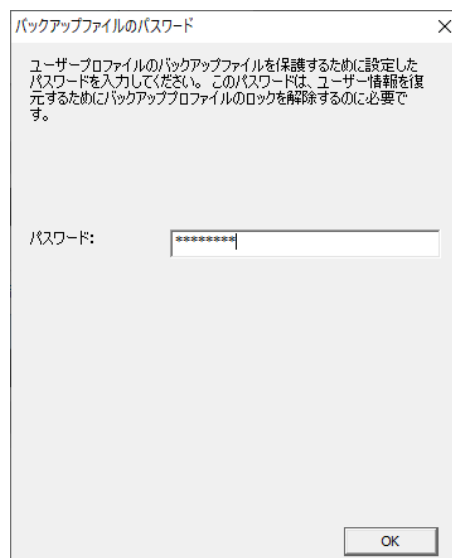 バックアップファイルのパスワード
ユーザープロファイルのバックアップファイルを保護するために設定した
パスワードを入力してください。 このパスワードは、ユーザー情報を復
元するためにバックアッププロファイルのロックを解除するのに必要で
す。
パスワード: ********
OK